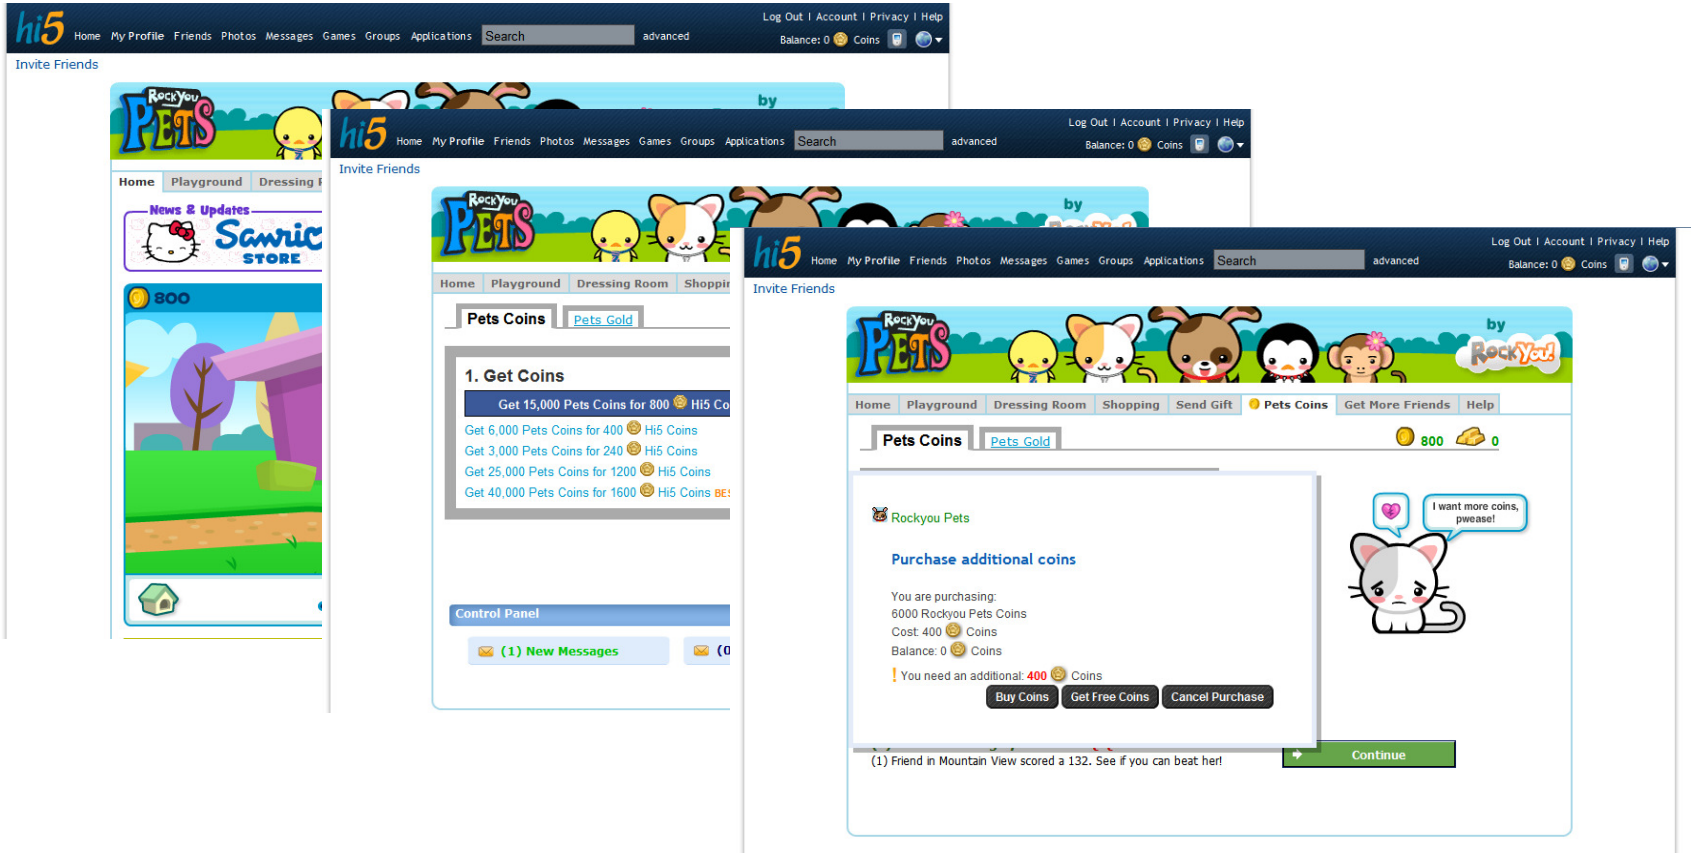 Log Out | Account | Privacy | Help
hi5 Home My Profile Friends Photos Messages Games Groups Applications Search advanced Balance: 0 Coins
Invite Friends
RockYou PETS by
Home Playground Dressing
News & Updates
STORE
800
Log Out | Account | Privacy | Help
hi5 Home My Profile Friends Photos Messages Games Groups Applications Search advanced Balance: 0 Coins
Invite Friends
RockYou PETS by
Home Playground Dressing Room
Pets Coins Pets Gold
1. Get Coins
Get 15,000 Pets Coins for 800 Hi5
Get 6,000 Pets Coins for 400 Hi5 Coins
Get 3,000 Pets Coins for 240 Hi5 Coins
Get 25,000 Pets Coins for 1200 Hi5 Coins
Get 40,000 Pets Coins for 1600 Hi5 Coins
Control Panel
(1) New Messages
Log Out | Account | Privacy | Help
hi5 Home My Profile Friends Photos Messages Games Groups Applications Search advanced Balance: 0 Coins
Invite Friends
RockYou PETS by
RockYou!
Home Playground Dressing Room Shopping Send Gift Pets Coins Get More Friends Help
Pets Coins Pets Gold 800 0
Rockyou Pets
I want more coins,
pwease!
Purchase additional coins
You are purchasing:
6000 Rockyou Pets Coins
Cost: 400 Coins
Balance: 0 Coins
! You need an additional: 400 Coins
Buy Coins Get Free Coins Cancel Purchase
(1) Friend in Mountain View scored a 132. See if you can beat her!
Continue